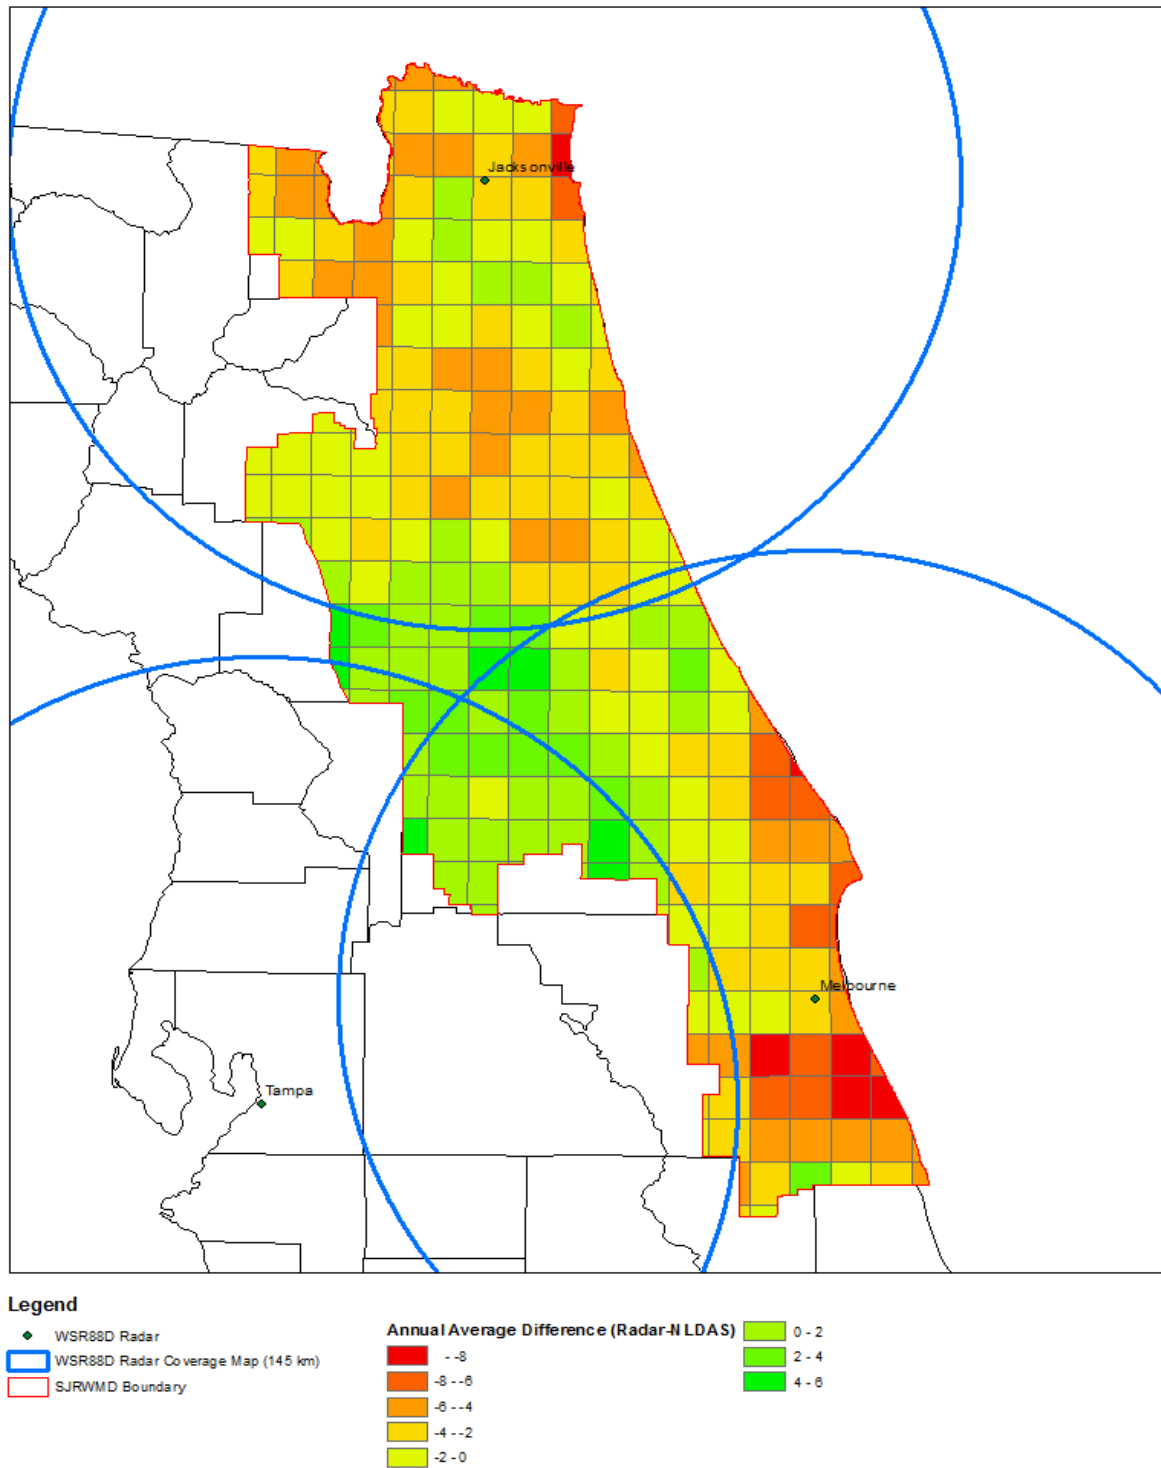 Jacksonville
Melbourne
Tampa
Legend
WSR88D Radar
WSR88D Radar Coverage Map (145 km)
SJRWMD Boundary
Annual Average Difference (Radar-NLDAS)
- -8
-8 - -6
-6 - -4
-4 - -2
-2 - 0
0 - 2
2 - 4
4 - 6